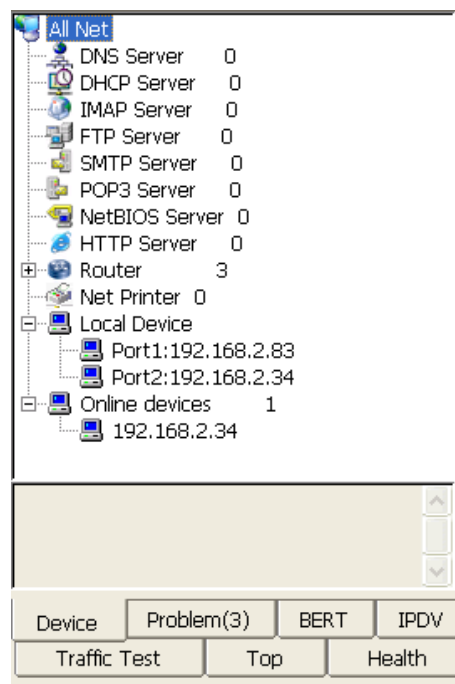 All Net
DNS Server 0
DHCP Server 0
IMAP Server 0
FTP Server 0
SMTP Server 0
POP3 Server 0
NetBIOS Server 0
HTTP Server 0
Router 3
Net Printer 0
Local Device
Port1:192.168.2.83
Port2:192.168.2.34
Online devices 1
192.168.2.34
Device Problem(3) BERT IPDV
Traffic Test Top Health